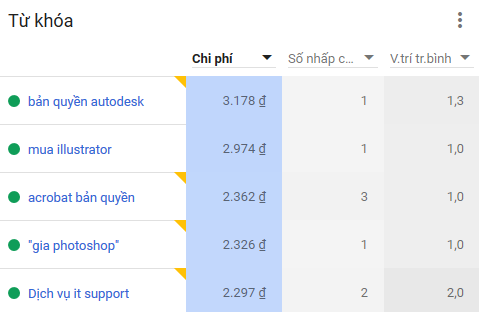 Từ khóa
Chi phí Số nhấp c... V.trí tr.bình
bản quyền autodesk 3.178 ₫ 1 1,3
mua illustrator 2.974 ₫ 1 1,0
acrobat bản quyền 2.362 ₫ 3 1,0
"gia photoshop" 2.326 ₫ 1 1,0
Dịch vụ it support 2.297 ₫ 2 2,0